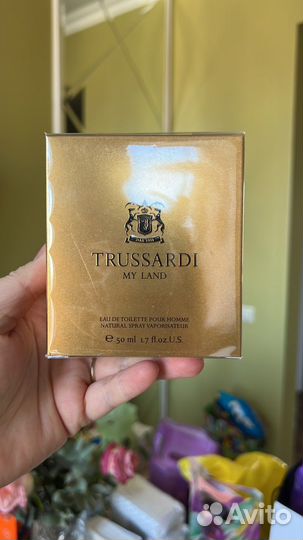 TRUSSARDI
MY LAND
EAU DE TOILETTE POUR HOMME
NATURAL SPRAY VAPORISATEUR
e 50 ml 1.7 fl.oz.U.S.
Avito